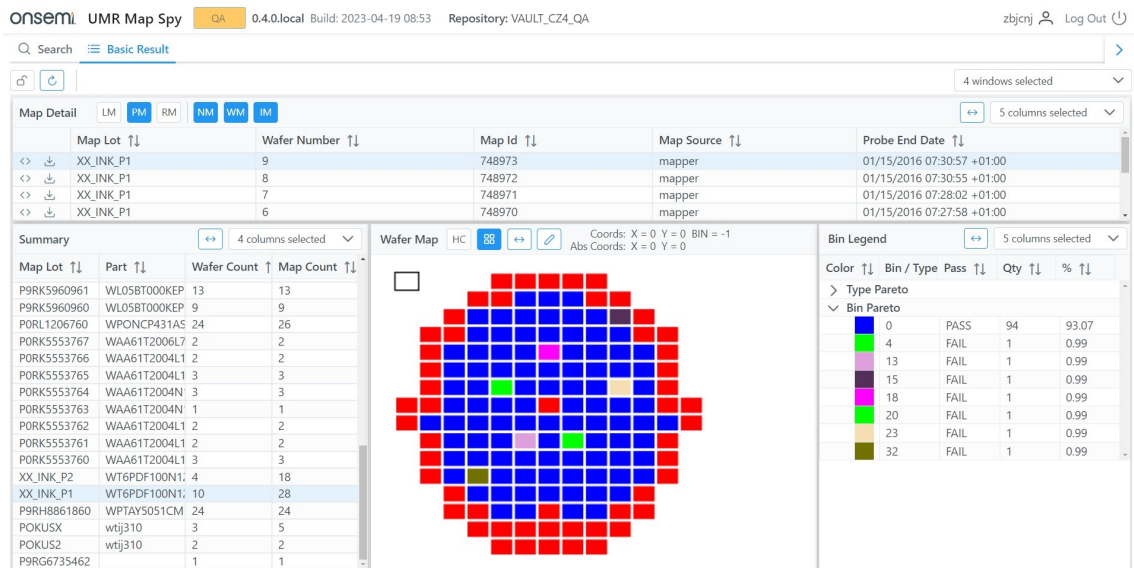 onsemi UMR Map Spy QA 0.4.0.local Build: 2023-04-19 08:53 Repository: VAULT_CZ4_QA zbjcnj Log Out
Search Basic Result
4 windows selected
Map Detail LM PM RM NM WM IM 5 columns selected
Map Lot Wafer Number Map Id Map Source Probe End Date
XX_INK_P1 9 748973 mapper 01/15/2016 07:30:57 +01:00
XX_INK_P1 8 748972 mapper 01/15/2016 07:30:55 +01:00
XX_INK_P1 7 748971 mapper 01/15/2016 07:28:02 +01:00
XX_INK_P1 6 748970 mapper 01/15/2016 07:27:58 +01:00
Summary 4 columns selected
Map Lot Part Wafer Count Map Count
P9RK5960961 WL05BT000KEP 13 13
P9RK5960960 WL05BT000KEP 9 9
P0RL1206760 WPONCP431AS 24 26
P0RK5553767 WAA61T2006L7 2 2
P0RK5553766 WAA61T2004L1 2 2
P0RK5553765 WAA61T2004L1 3 3
P0RK5553764 WAA61T2004N1 3 3
P0RK5553763 WAA61T2004N1 1 1
P0RK5553762 WAA61T2004L1 2 2
P0RK5553761 WAA61T2004L1 2 2
P0RK5553760 WAA61T2004L1 3 3
XX_INK_P2 WT6PDF100N12 4 18
XX_INK_P1 WT6PDF100N12 10 28
P9RH8861860 WPTAY5051CM 24 24
POKUSX wtij310 3 5
POKUS2 wtij310 2 2
P9RG6735462 1 1
Wafer Map HC Coords: X = 0 Y = 0 BIN = -1
Abs Coords: X = 0 Y = 0
Bin Legend 5 columns selected
Color Bin / Type Pass Qty %
Type Pareto
Bin Pareto
0 PASS 94 93.07
4 FAIL 1 0.99
13 FAIL 1 0.99
15 FAIL 1 0.99
18 FAIL 1 0.99
20 FAIL 1 0.99
23 FAIL 1 0.99
32 FAIL 1 0.99